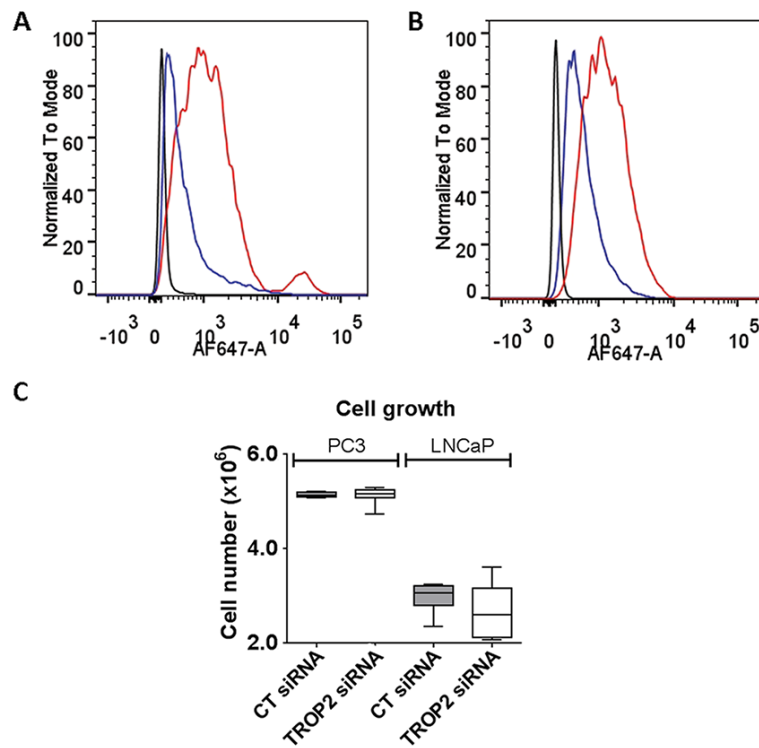 A
Normalized To Mode
100
80
60
40
20
0
-10³ 0 10³ 10⁴ 10⁵
AF647-A
B
Normalized To Mode
100
80
60
40
20
0
-10³ 0 10³ 10⁴ 10⁵
AF647-A
C
Cell growth
PC3 LNCaP
Cell number (x10⁶)
6.0
4.0
2.0
CT siRNA
TROP2 siRNA
CT siRNA
TROP2 siRNA